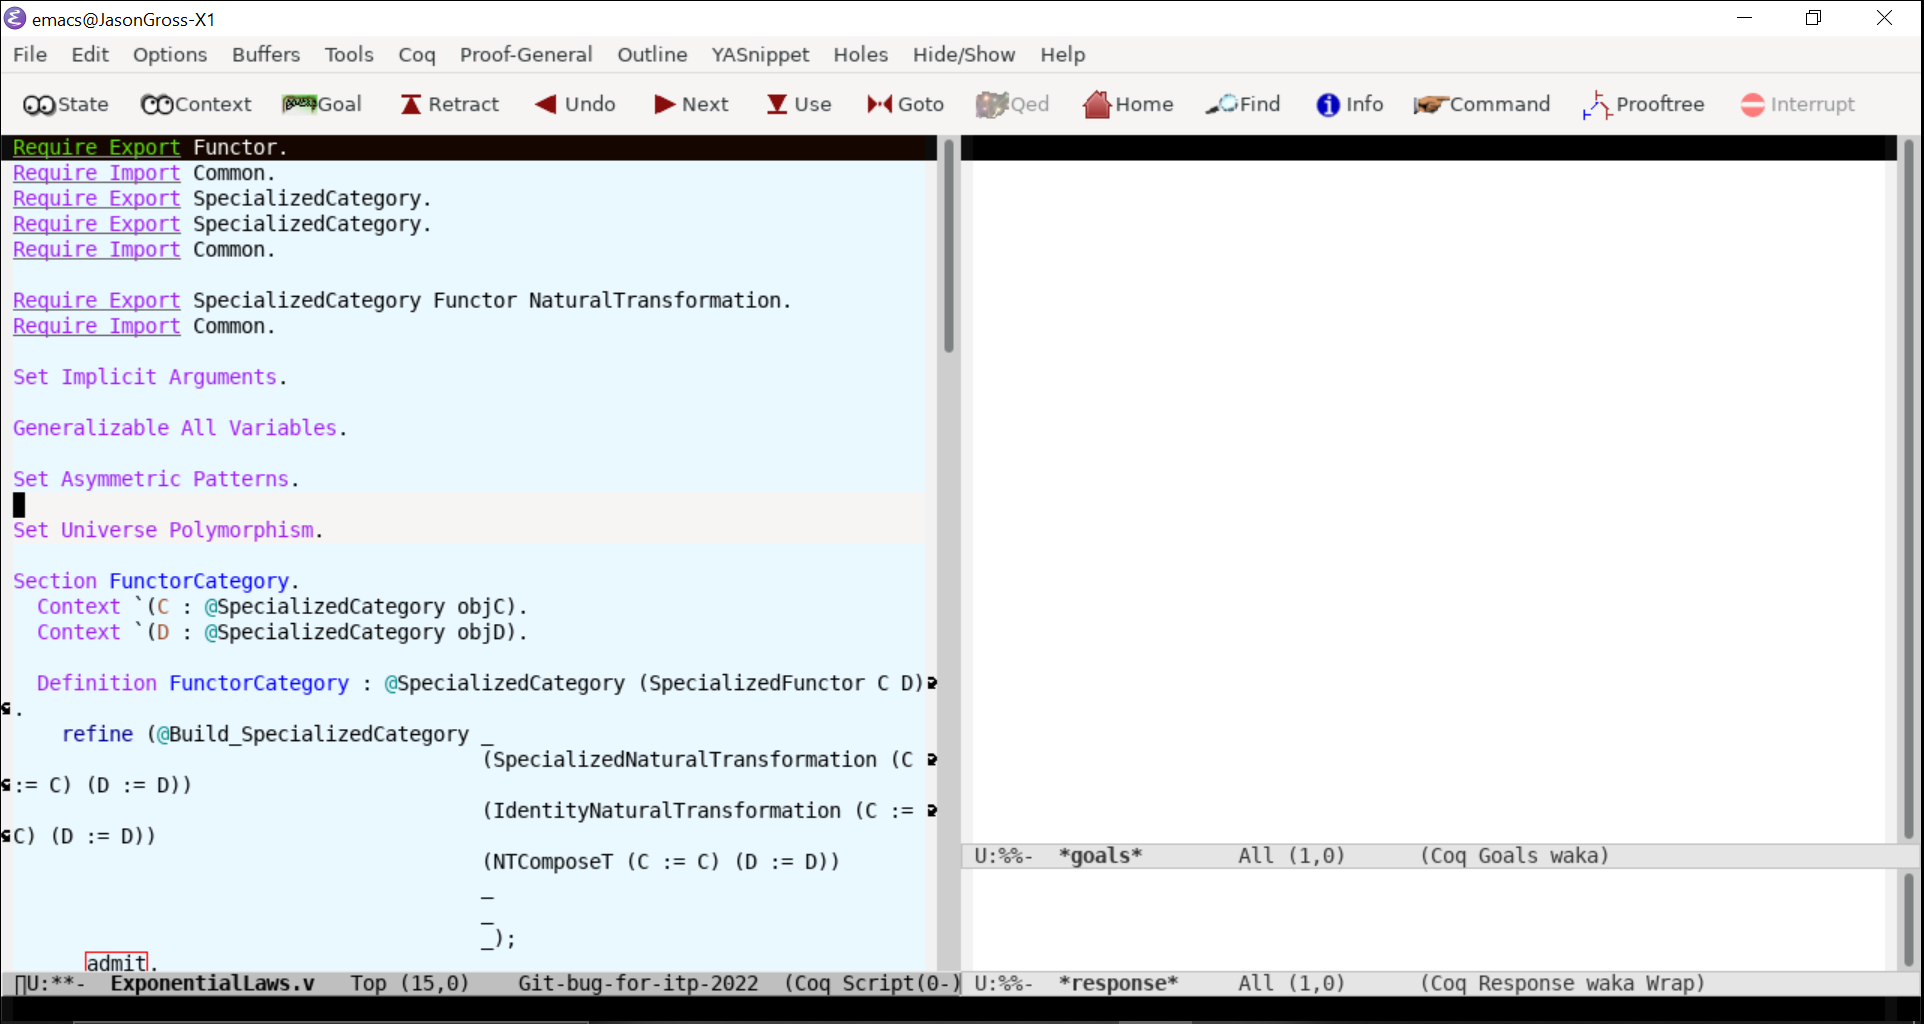 emacs@JasonGross-X1
File Edit Options Buffers Tools Coq Proof-General Outline YASnippet Holes Hide/Show Help
State Context Goal Retract Undo Next Use Goto Qed Home Find Info Command Prooftree Interrupt
Require Export Functor.
Require Import Common.
Require Export SpecializedCategory.
Require Export SpecializedCategory.
Require Import Common.
Require Export SpecializedCategory Functor NaturalTransformation.
Require Import Common.
Set Implicit Arguments.
Generalizable All Variables.
Set Asymmetric Patterns.
Set Universe Polymorphism.
Section FunctorCategory.
Context `(C : @SpecializedCategory objC).
Context `(D : @SpecializedCategory objD).
Definition FunctorCategory : @SpecializedCategory (SpecializedFunctor C D)
.
refine (@Build_SpecializedCategory _
(SpecializedNaturalTransformation (C
:= C) (D := D))
(IdentityNaturalTransformation (C :=
C) (D := D))
(NTComposeT (C := C) (D := D))
_
_
_);
admit.
U:**- ExponentialLaws.v Top (15,0) Git-bug-for-itp-2022 (Coq Script(0-)
U:%%- *goals* All (1,0) (Coq Goals waka)
U:%%- *response* All (1,0) (Coq Response waka Wrap)